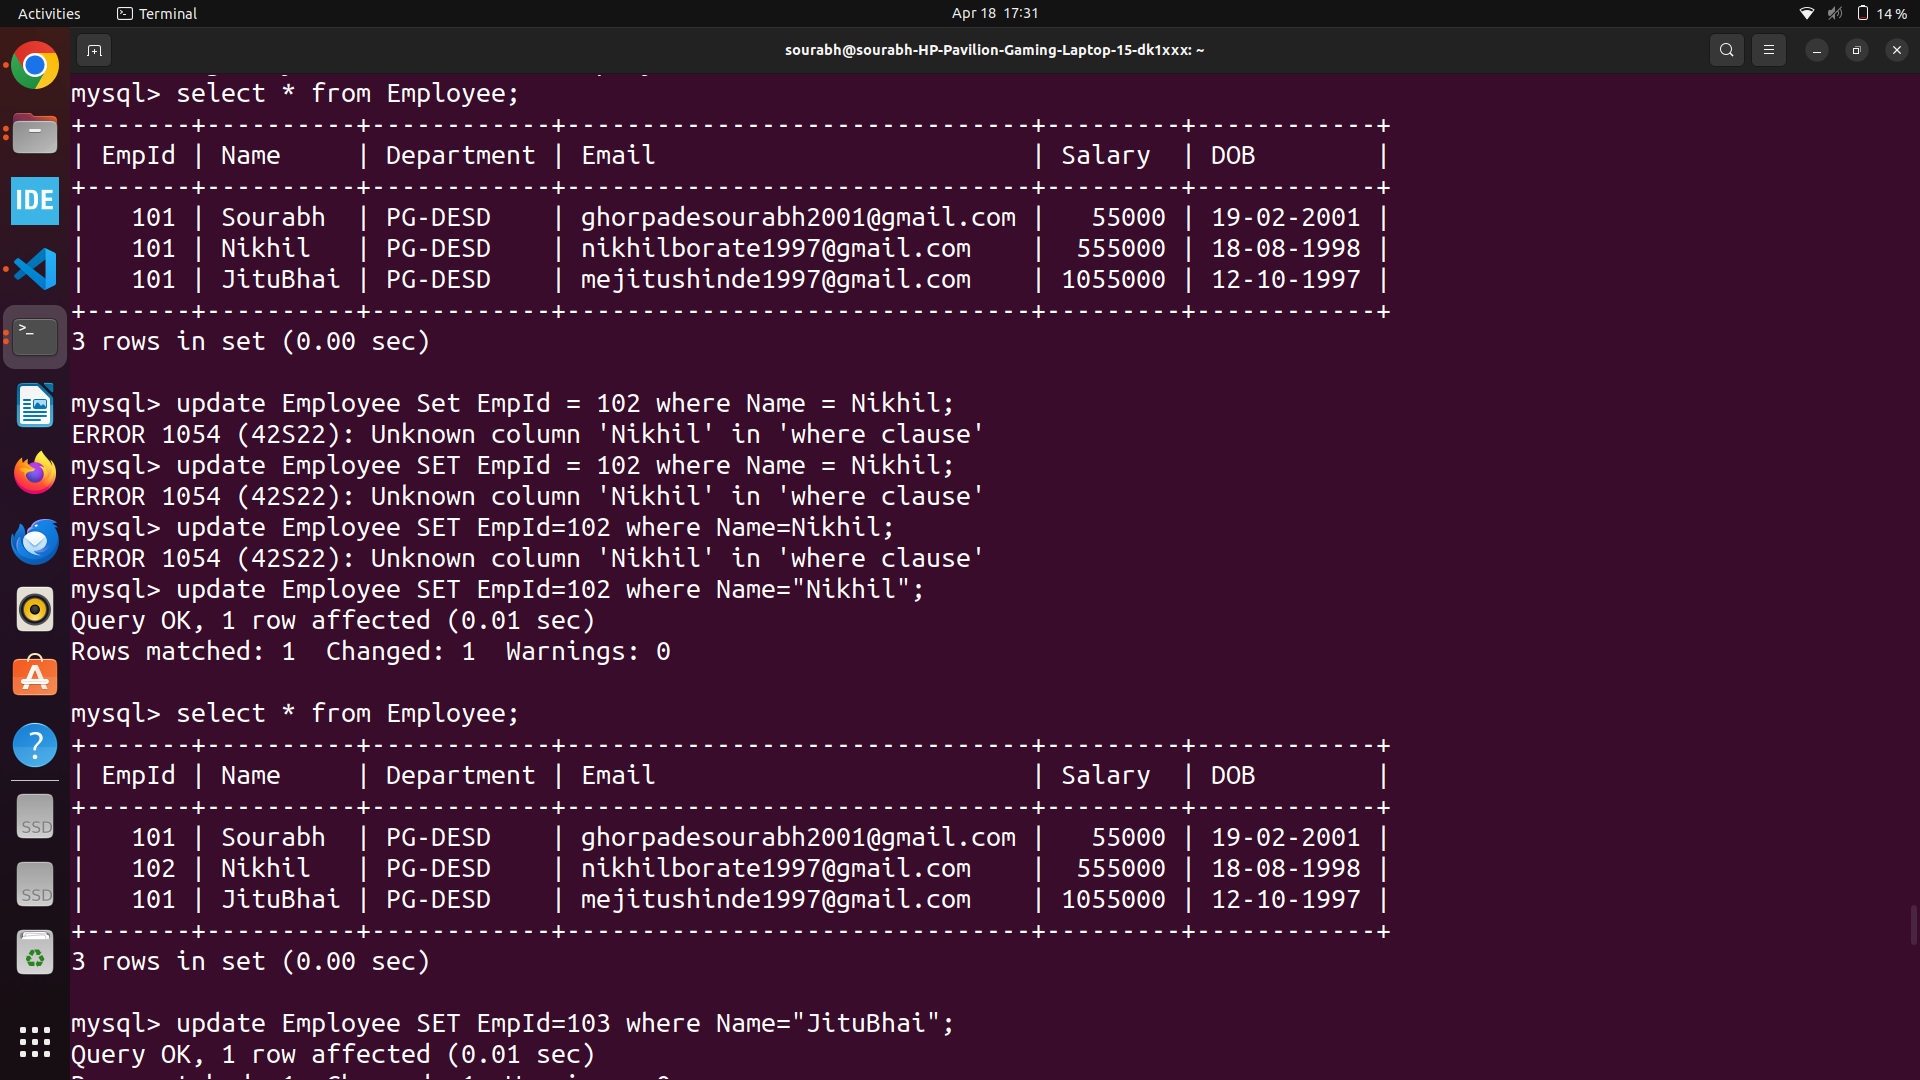 Activities Terminal Apr 18 17:31 14 %
sourabh@sourabh-HP-Pavilion-Gaming-Laptop-15-dk1xxx: ~
mysql> select * from Employee;
+-------+----------+------------+-------------------------------+---------+------------+
| EmpId | Name     | Department | Email                         | Salary  | DOB        |
+-------+----------+------------+-------------------------------+---------+------------+
|   101 | Sourabh  | PG-DESD    | ghorpadesourabh2001@gmail.com |   55000 | 19-02-2001 |
|   101 | Nikhil   | PG-DESD    | nikhilborate1997@gmail.com    |  555000 | 18-08-1998 |
|   101 | JituBhai | PG-DESD    | mejitushinde1997@gmail.com    | 1055000 | 12-10-1997 |
+-------+----------+------------+-------------------------------+---------+------------+
3 rows in set (0.00 sec)
mysql> update Employee Set EmpId = 102 where Name = Nikhil;
ERROR 1054 (42S22): Unknown column 'Nikhil' in 'where clause'
mysql> update Employee SET EmpId = 102 where Name = Nikhil;
ERROR 1054 (42S22): Unknown column 'Nikhil' in 'where clause'
mysql> update Employee SET EmpId=102 where Name=Nikhil;
ERROR 1054 (42S22): Unknown column 'Nikhil' in 'where clause'
mysql> update Employee SET EmpId=102 where Name="Nikhil";
Query OK, 1 row affected (0.01 sec)
Rows matched: 1  Changed: 1  Warnings: 0
mysql> select * from Employee;
+-------+----------+------------+-------------------------------+---------+------------+
| EmpId | Name     | Department | Email                         | Salary  | DOB        |
+-------+----------+------------+-------------------------------+---------+------------+
|   101 | Sourabh  | PG-DESD    | ghorpadesourabh2001@gmail.com |   55000 | 19-02-2001 |
|   102 | Nikhil   | PG-DESD    | nikhilborate1997@gmail.com    |  555000 | 18-08-1998 |
|   101 | JituBhai | PG-DESD    | mejitushinde1997@gmail.com    | 1055000 | 12-10-1997 |
+-------+----------+------------+-------------------------------+---------+------------+
3 rows in set (0.00 sec)
mysql> update Employee SET EmpId=103 where Name="JituBhai";
Query OK, 1 row affected (0.01 sec)
IDE
SSD
SSD